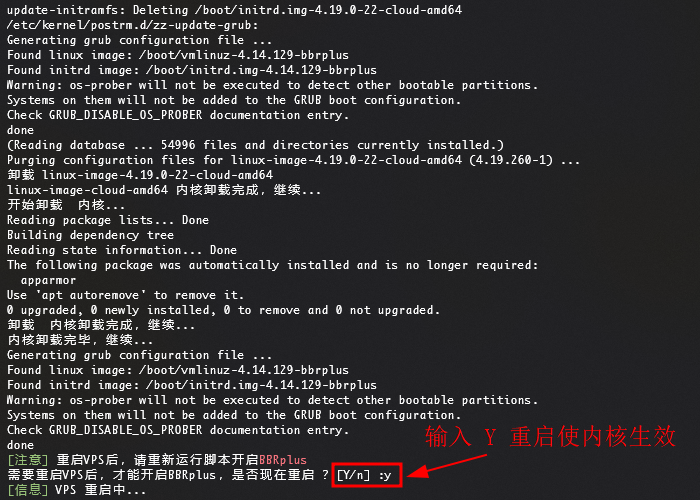 update-initramfs: Deleting /boot/initrd.img-4.19.0-22-cloud-amd64
/etc/kernel/postrm.d/zz-update-grub:
Generating grub configuration file ...
Found linux image: /boot/vmlinuz-4.14.129-bbrplus
Found initrd image: /boot/initrd.img-4.14.129-bbrplus
Warning: os-prober will not be executed to detect other bootable partitions.
Systems on them will not be added to the GRUB boot configuration.
Check GRUB_DISABLE_OS_PROBER documentation entry.
done
(Reading database ... 54996 files and directories currently installed.)
Purging configuration files for linux-image-4.19.0-22-cloud-amd64 (4.19.260-1) ...
卸载 linux-image-4.19.0-22-cloud-amd64
linux-image-cloud-amd64 内核卸载完成，继续...
开始卸载  内核...
Reading package lists... Done
Building dependency tree
Reading state information... Done
The following package was automatically installed and is no longer required:
  apparmor
Use 'apt autoremove' to remove it.
0 upgraded, 0 newly installed, 0 to remove and 0 not upgraded.
卸载  内核卸载完成，继续...
内核卸载完毕，继续...
Generating grub configuration file ...
Found linux image: /boot/vmlinuz-4.14.129-bbrplus
Found initrd image: /boot/initrd.img-4.14.129-bbrplus
Warning: os-prober will not be executed to detect other bootable partitions.
Systems on them will not be added to the GRUB boot configuration.
Check GRUB_DISABLE_OS_PROBER documentation entry.
输入 Y 重启使内核生效
done
[注意] 重启VPS后，请重新运行脚本开启BBRplus
需要重启VPS后，才能开启BBRplus，是否现在重启 ? [Y/n] :y
[信息] VPS 重启中...